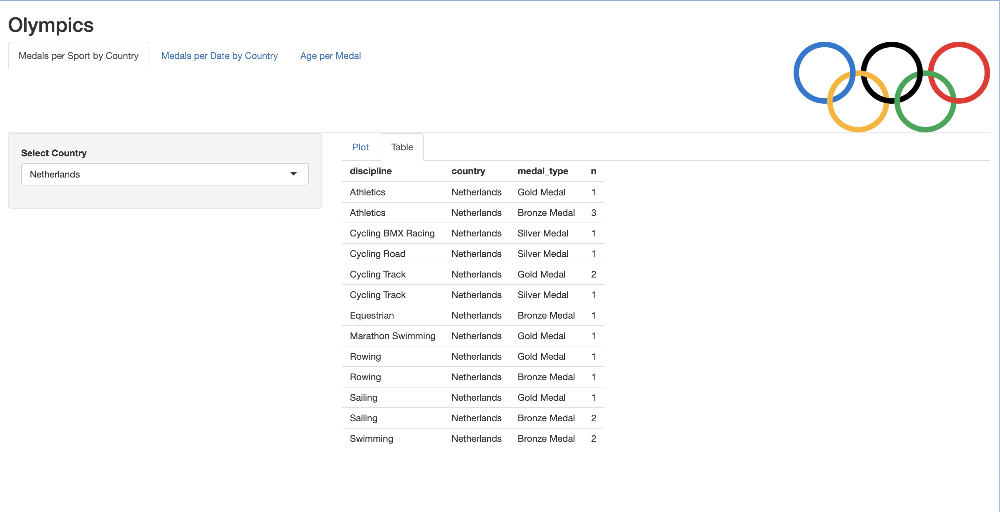 Olympics
Medals per Sport by Country Medals per Date by Country Age per Medal
Select Country
Netherlands
Plot Table
discipline country medal_type n
Athletics Netherlands Gold Medal 1
Athletics Netherlands Bronze Medal 3
Cycling BMX Racing Netherlands Silver Medal 1
Cycling Road Netherlands Silver Medal 1
Cycling Track Netherlands Gold Medal 2
Cycling Track Netherlands Silver Medal 1
Equestrian Netherlands Bronze Medal 1
Marathon Swimming Netherlands Gold Medal 1
Rowing Netherlands Gold Medal 1
Rowing Netherlands Bronze Medal 1
Sailing Netherlands Gold Medal 1
Sailing Netherlands Bronze Medal 2
Swimming Netherlands Bronze Medal 2